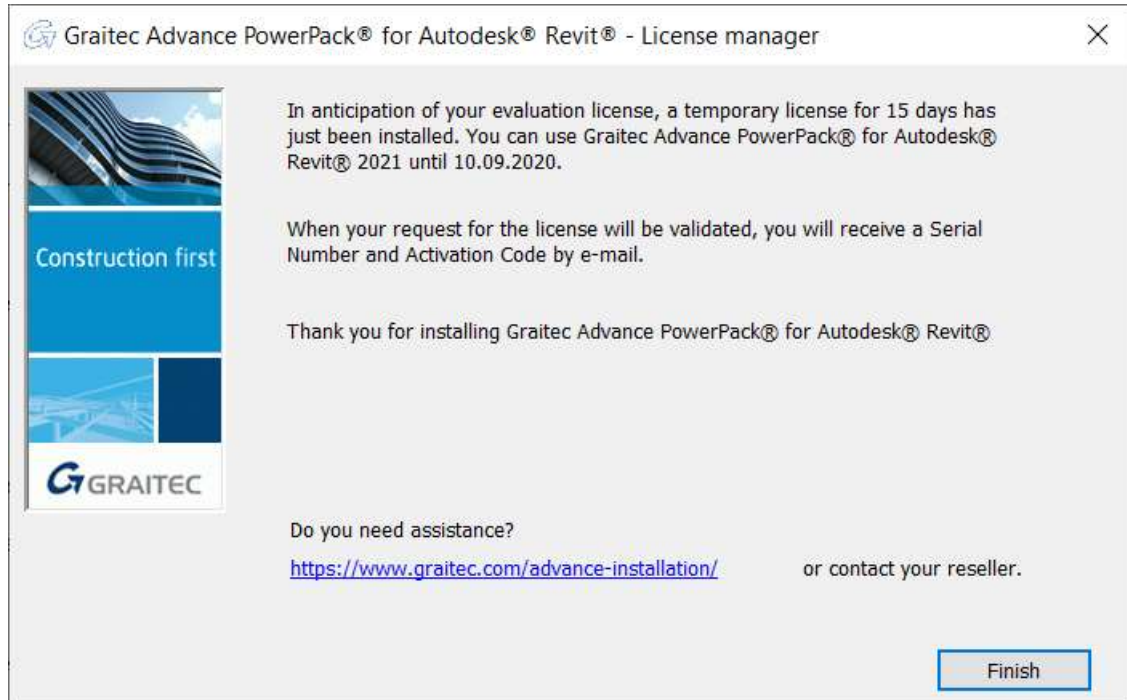 Graitec Advance PowerPack® for Autodesk® Revit® - License manager
In anticipation of your evaluation license, a temporary license for 15 days has
just been installed. You can use Graitec Advance PowerPack® for Autodesk®
Revit® 2021 until 10.09.2020.
When your request for the license will be validated, you will receive a Serial
Number and Activation Code by e-mail.
Construction first
Thank you for installing Graitec Advance PowerPack® for Autodesk® Revit®
GRAITEC
Do you need assistance?
https://www.graitec.com/advance-installation/ or contact your reseller.
Finish